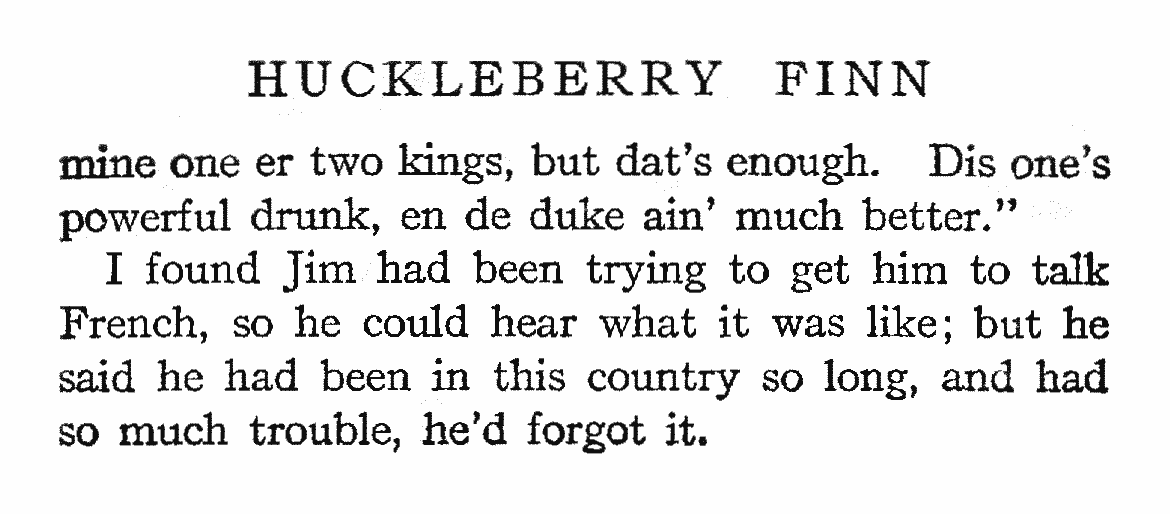 HUCKLEBERRY FINN
mine one er two kings, but dat's enough. Dis one's
powerful drunk, en de duke ain' much better."
I found Jim had been trying to get him to talk
French, so he could hear what it was like; but he
said he had been in this country so long, and had
so much trouble, he'd forgot it.